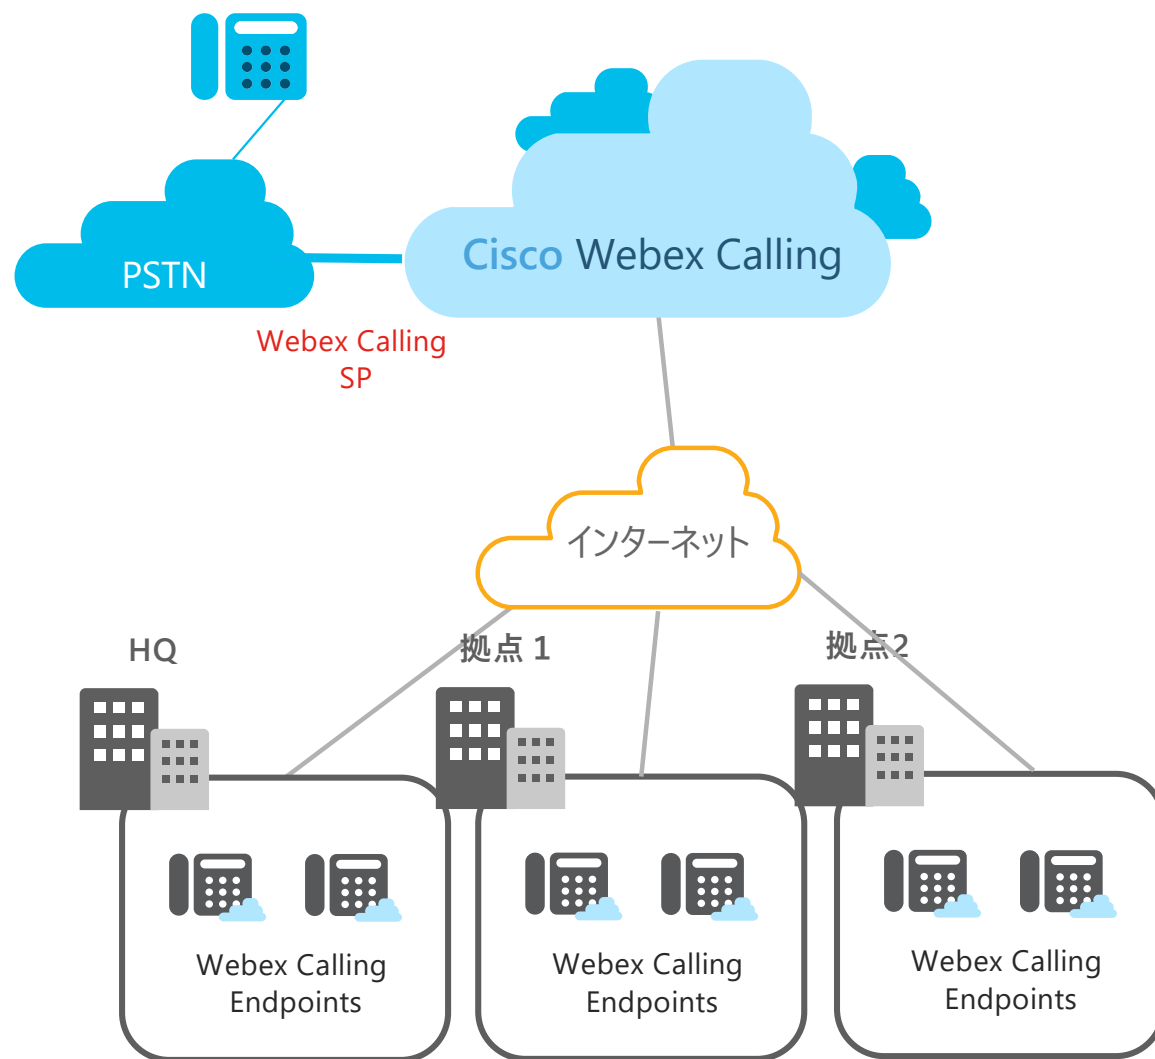 PSTN
Cisco Webex Calling
Webex Calling
SP
インターネット
HQ
拠点 1
拠点2
Webex Calling
Endpoints
Webex Calling
Endpoints
Webex Calling
Endpoints